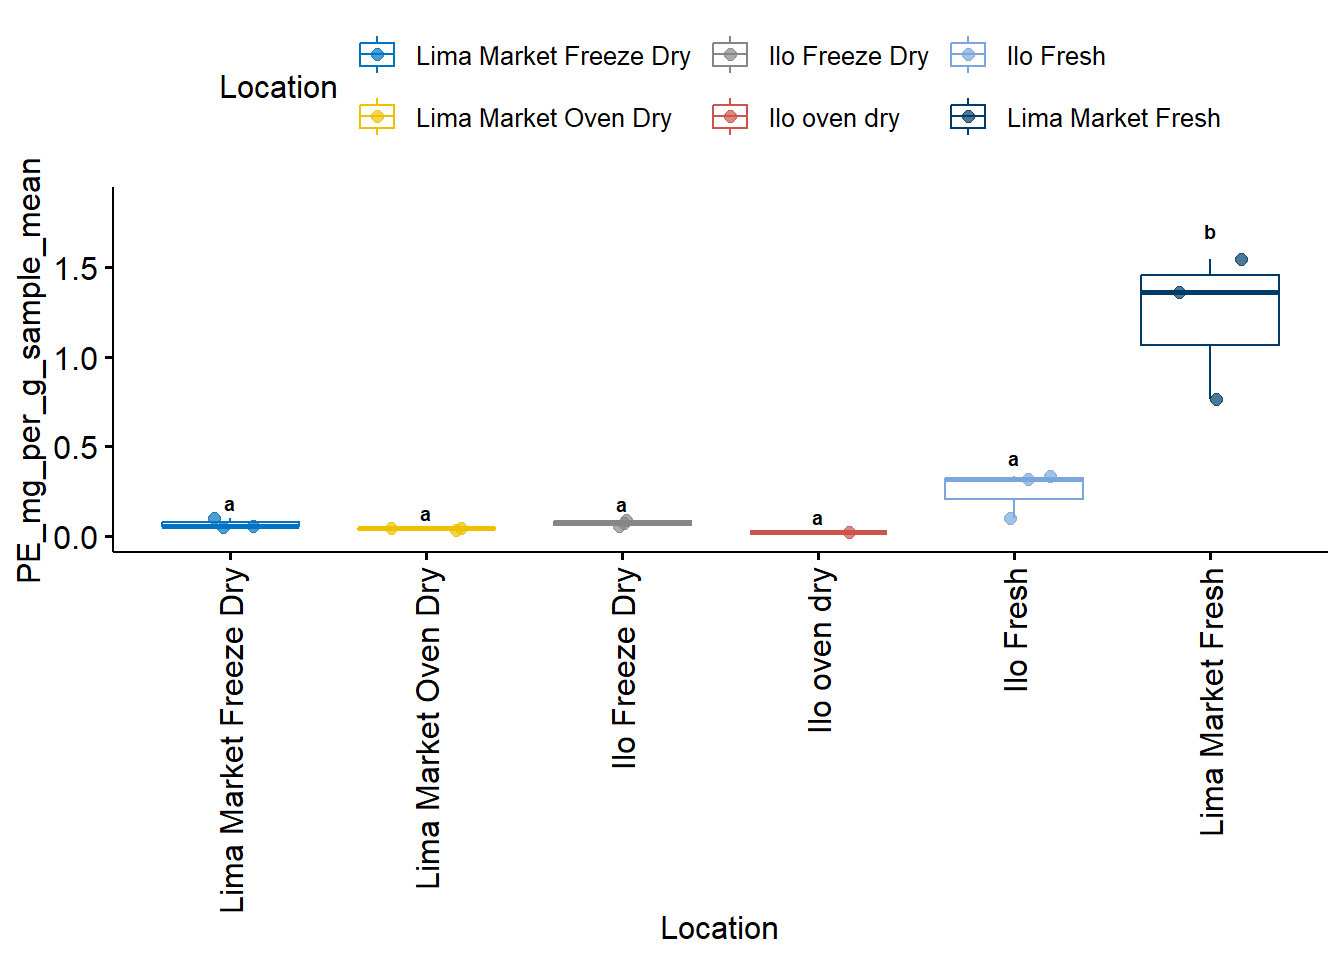 Location
Lima Market Freeze Dry
Ilo Freeze Dry
Ilo Fresh
Lima Market Oven Dry
Ilo oven dry
Lima Market Fresh
PE_mg_per_g_sample_mean
1.5
1.0
0.5
0.0
a
a
a
a
a
b
Lima Market Freeze Dry
Lima Market Oven Dry
Ilo Freeze Dry
Ilo oven dry
Ilo Fresh
Lima Market Fresh
Location